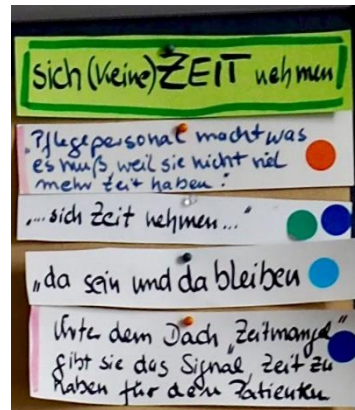 sich (keine) ZEIT nehmen
"Pflegepersonal macht was
es muß, weil sie nicht viel
mehr Zeit haben."
"... sich Zeit nehmen..."
"da sein und da bleiben
Unter dem Dach "Zeitmangel"
gibt sie das Signal, Zeit zu
haben für den Patienten